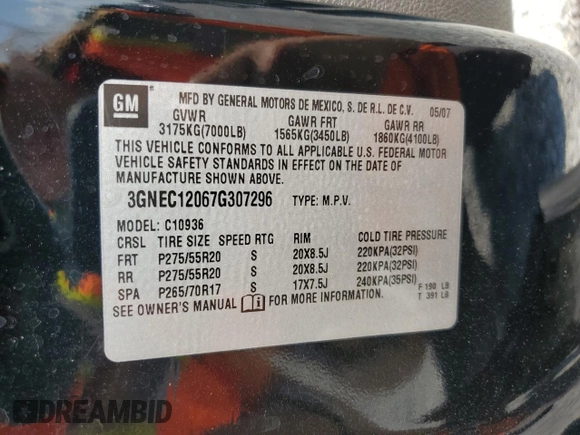 GM
MFD BY GENERAL MOTORS DE MEXICO, S. DE R.L. DE C.V. 05/07
GVWR GAWR FRT GAWR RR
3175KG(7000LB) 1565KG(3450LB) 1860KG(4100LB)
THIS VEHICLE CONFORMS TO ALL APPLICABLE U.S. FEDERAL MOTOR
VEHICLE SAFETY STANDARDS IN EFFECT ON THE DATE OF
MANUFACTURE SHOWN ABOVE.
3GNEC12067G307296 TYPE: M.P.V.
MODEL: C10936
CRSL TIRE SIZE SPEED RTG RIM COLD TIRE PRESSURE
FRT P275/55R20 S 20X8.5J 220KPA(32PSI)
RR P275/55R20 S 20X8.5J 220KPA(32PSI)
SPA P265/70R17 S 17X7.5J 240KPA(35PSI) F 190 LB
SEE OWNER'S MANUAL FOR MORE INFORMATION. T 391 LB
DREAMBID